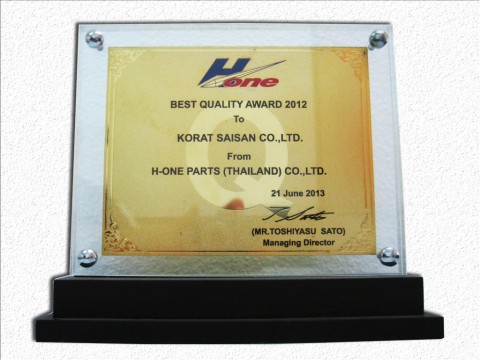 H-one
BEST QUALITY AWARD 2012
To
KORAT SAISAN CO.,LTD.
From
H-ONE PARTS (THAILAND) CO.,LTD.
Q
21 June 2013
T. Sato
(MR.TOSHIYASU SATO)
Managing Director